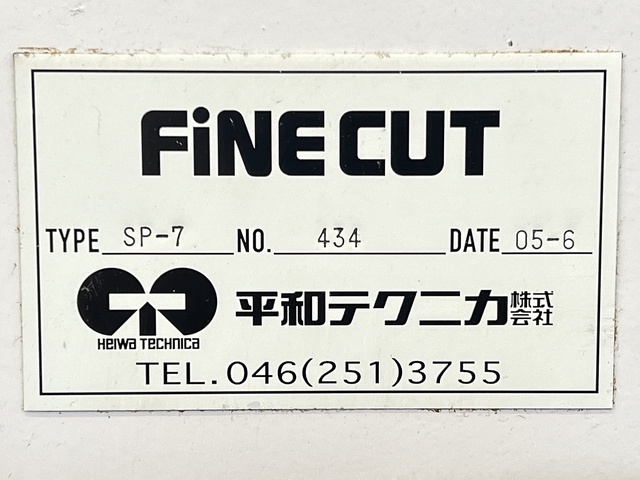 FiNE CUT
TYPE SP-7 NO. 434 DATE 05-6
HEIWA TECHNICA 平和テクニカ株式会社
TEL.046(251)3755